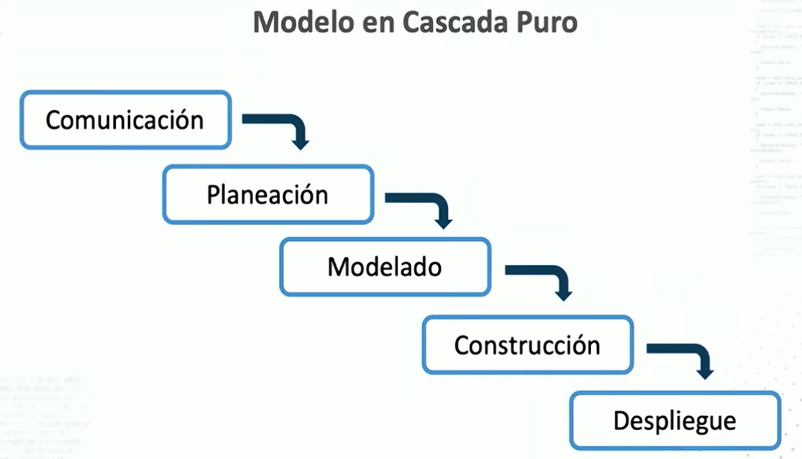 Modelo en Cascada Puro
Comunicación
Planeación
Modelado
Construcción
Despliegue